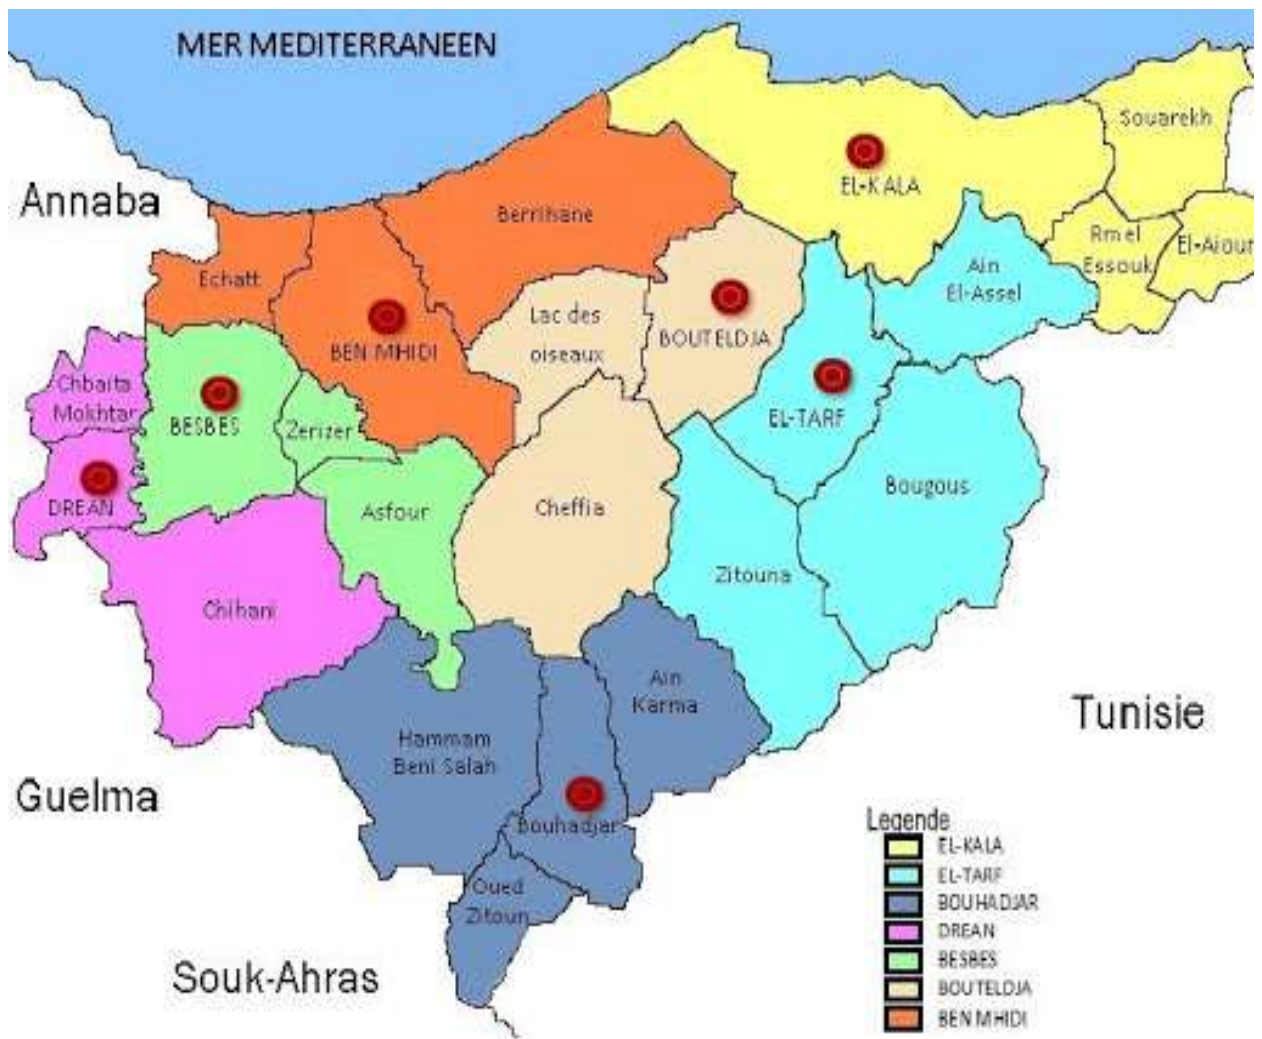 MER MEDITERRANEEN
Souarekh
EL-KALA
Annaba
Berrihane
Rmel
Essouk
El-Aioun
Echatt
Ain
El-Assel
Lac des
oiseaux
BOUTELDJA
BEN MHIDI
Chbaita
Mokhtar
BESBES
Zerizer
EL-TARF
DREAN
Asfour
Cheffia
Bougous
Zitouna
Chihani
Ain
Karma
Tunisie
Hammam
Beni Salah
Guelma
Bouhadjar
Oued
Zitoun
Souk-Ahras
Legende
EL-KALA
EL-TARF
BOUHADJAR
DREAN
BESBES
BOUTELDJA
BEN MHIDI